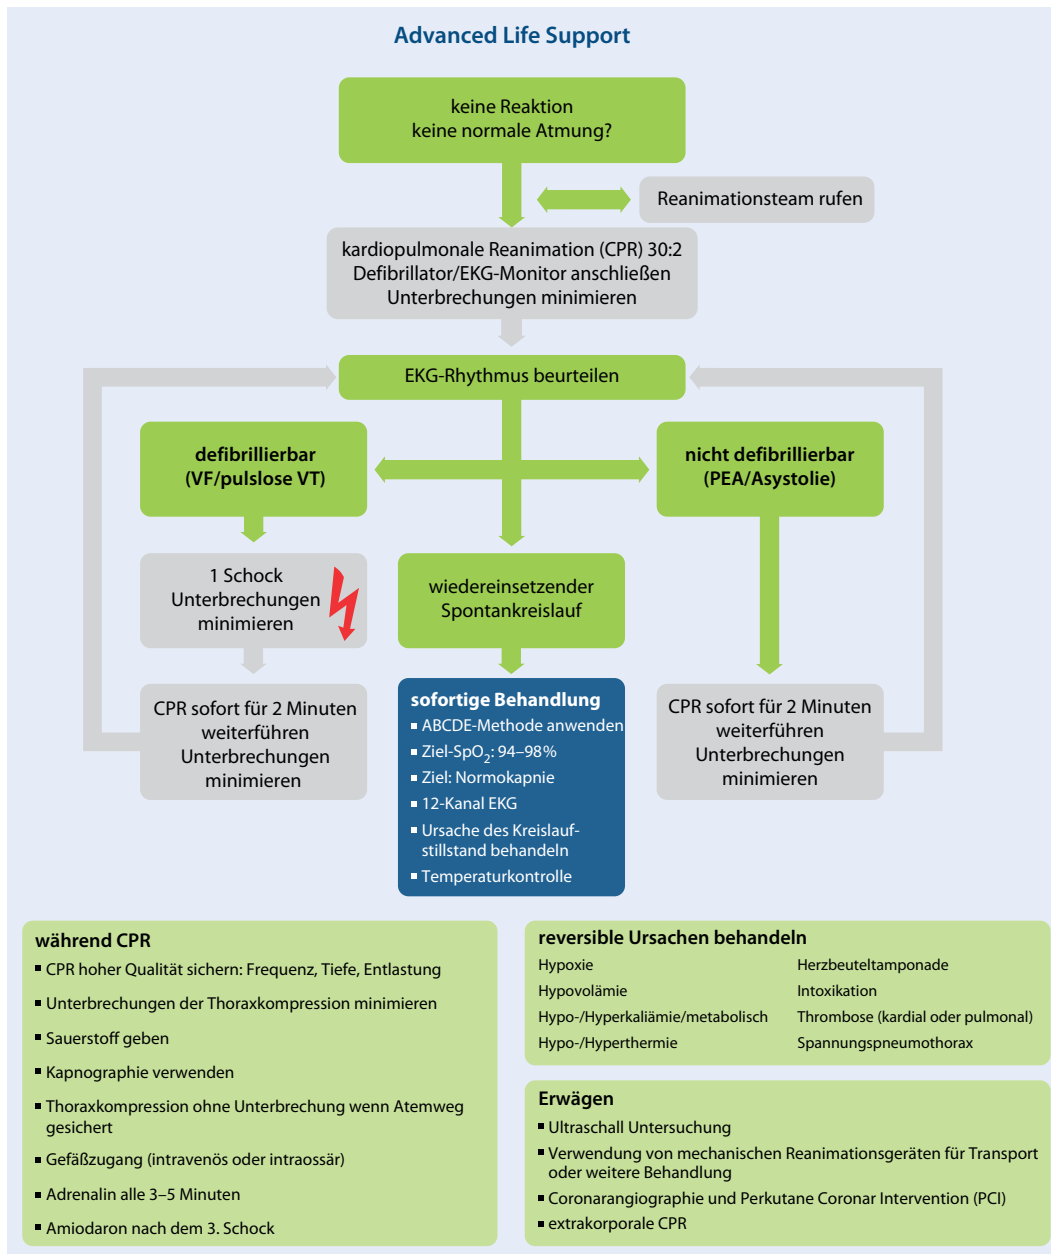 Advanced Life Support
keine Reaktion
keine normale Atmung?
Reanimationsteam rufen
kardiopulmonale Reanimation (CPR) 30:2
Defibrillator/EKG-Monitor anschließen
Unterbrechungen minimieren
EKG-Rhythmus beurteilen
defibrillierbar
(VF/pulslose VT)
nicht defibrillierbar
(PEA/Asystolie)
1 Schock
Unterbrechungen
minimieren
wiedereinsetzender
Spontankreislauf
CPR sofort für 2 Minuten
weiterführen
Unterbrechungen
minimieren
sofortige Behandlung
▪ ABCDE-Methode anwenden
▪ Ziel-SpO₂: 94–98%
▪ Ziel: Normokapnie
▪ 12-Kanal EKG
▪ Ursache des Kreislauf-
stillstand behandeln
▪ Temperaturkontrolle
CPR sofort für 2 Minuten
weiterführen
Unterbrechungen
minimieren
während CPR
▪ CPR hoher Qualität sichern: Frequenz, Tiefe, Entlastung
▪ Unterbrechungen der Thoraxkompression minimieren
▪ Sauerstoff geben
▪ Kapnographie verwenden
▪ Thoraxkompression ohne Unterbrechung wenn Atemweg
gesichert
▪ Gefäßzugang (intravenös oder intraossär)
▪ Adrenalin alle 3–5 Minuten
▪ Amiodaron nach dem 3. Schock
reversible Ursachen behandeln
Hypoxie
Hypovolämie
Hypo-/Hyperkaliämie/metabolisch
Hypo-/Hyperthermie
Herzbeuteltamponade
Intoxikation
Thrombose (kardial oder pulmonal)
Spannungspneumothorax
Erwägen
▪ Ultraschall Untersuchung
▪ Verwendung von mechanischen Reanimationsgeräten für Transport
oder weitere Behandlung
▪ Coronarangiographie und Perkutane Coronar Intervention (PCI)
▪ extrakorporale CPR